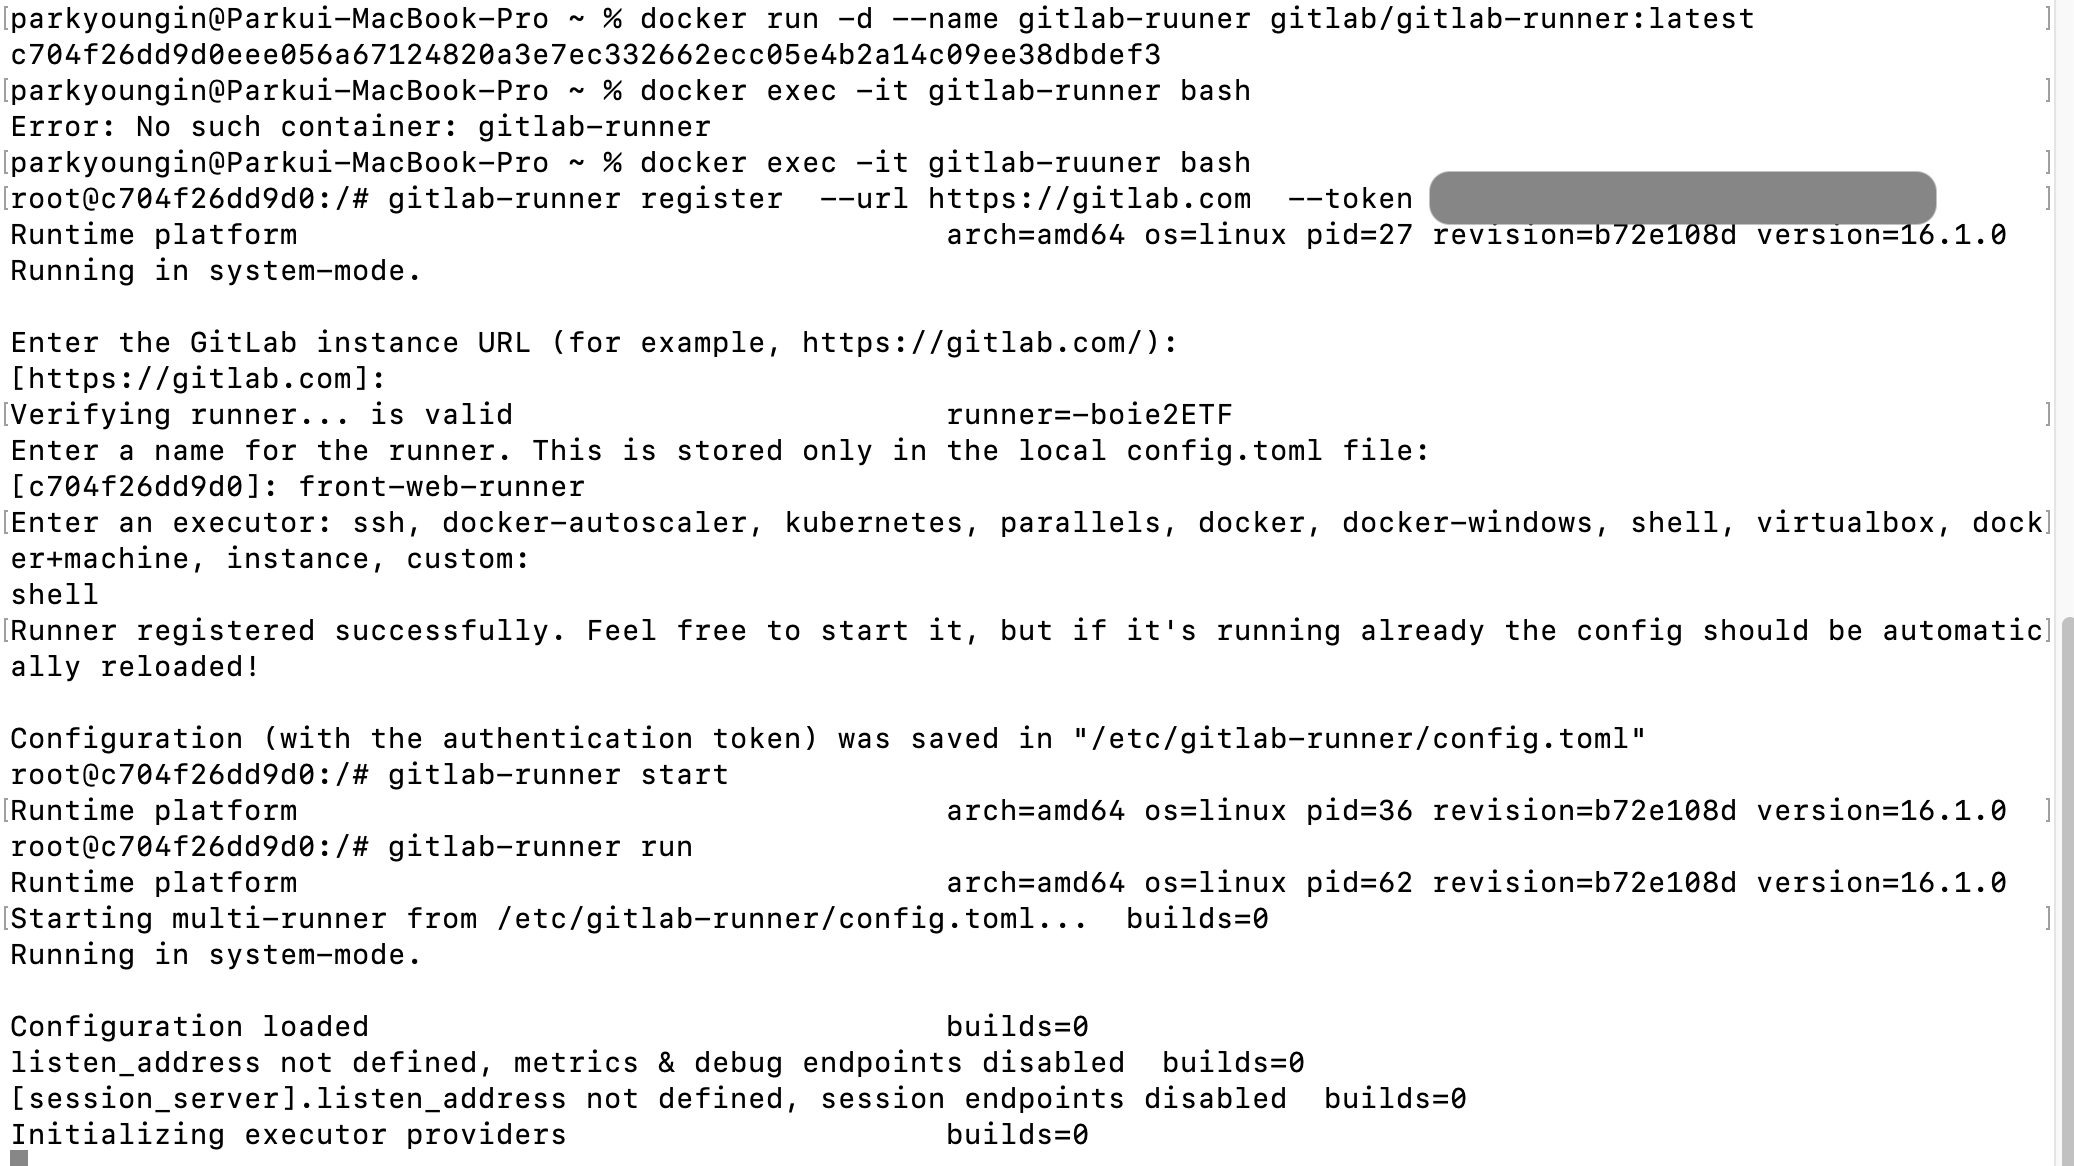 [parkyoungin@Parkui-MacBook-Pro ~ % docker run -d --name gitlab-ruuner gitlab/gitlab-runner:latest ]
c704f26dd9d0eee056a67124820a3e7ec332662ecc05e4b2a14c09ee38dbdef3
[parkyoungin@Parkui-MacBook-Pro ~ % docker exec -it gitlab-runner bash ]
Error: No such container: gitlab-runner
[parkyoungin@Parkui-MacBook-Pro ~ % docker exec -it gitlab-ruuner bash ]
[root@c704f26dd9d0:/# gitlab-runner register  --url https://gitlab.com  --token ]
Runtime platform                                    arch=amd64 os=linux pid=27 revision=b72e108d version=16.1.0
Running in system-mode.
Enter the GitLab instance URL (for example, https://gitlab.com/):
[https://gitlab.com]:
[Verifying runner... is valid                        runner=-boie2ETF ]
Enter a name for the runner. This is stored only in the local config.toml file:
[c704f26dd9d0]: front-web-runner
[Enter an executor: ssh, docker-autoscaler, kubernetes, parallels, docker, docker-windows, shell, virtualbox, dock]
er+machine, instance, custom:
shell
[Runner registered successfully. Feel free to start it, but if it's running already the config should be automatic]
ally reloaded!
Configuration (with the authentication token) was saved in "/etc/gitlab-runner/config.toml"
root@c704f26dd9d0:/# gitlab-runner start
[Runtime platform                                    arch=amd64 os=linux pid=36 revision=b72e108d version=16.1.0 ]
root@c704f26dd9d0:/# gitlab-runner run
Runtime platform                                    arch=amd64 os=linux pid=62 revision=b72e108d version=16.1.0
[Starting multi-runner from /etc/gitlab-runner/config.toml...  builds=0 ]
Running in system-mode.
Configuration loaded                                builds=0
listen_address not defined, metrics & debug endpoints disabled  builds=0
[session_server].listen_address not defined, session endpoints disabled  builds=0
Initializing executor providers                     builds=0